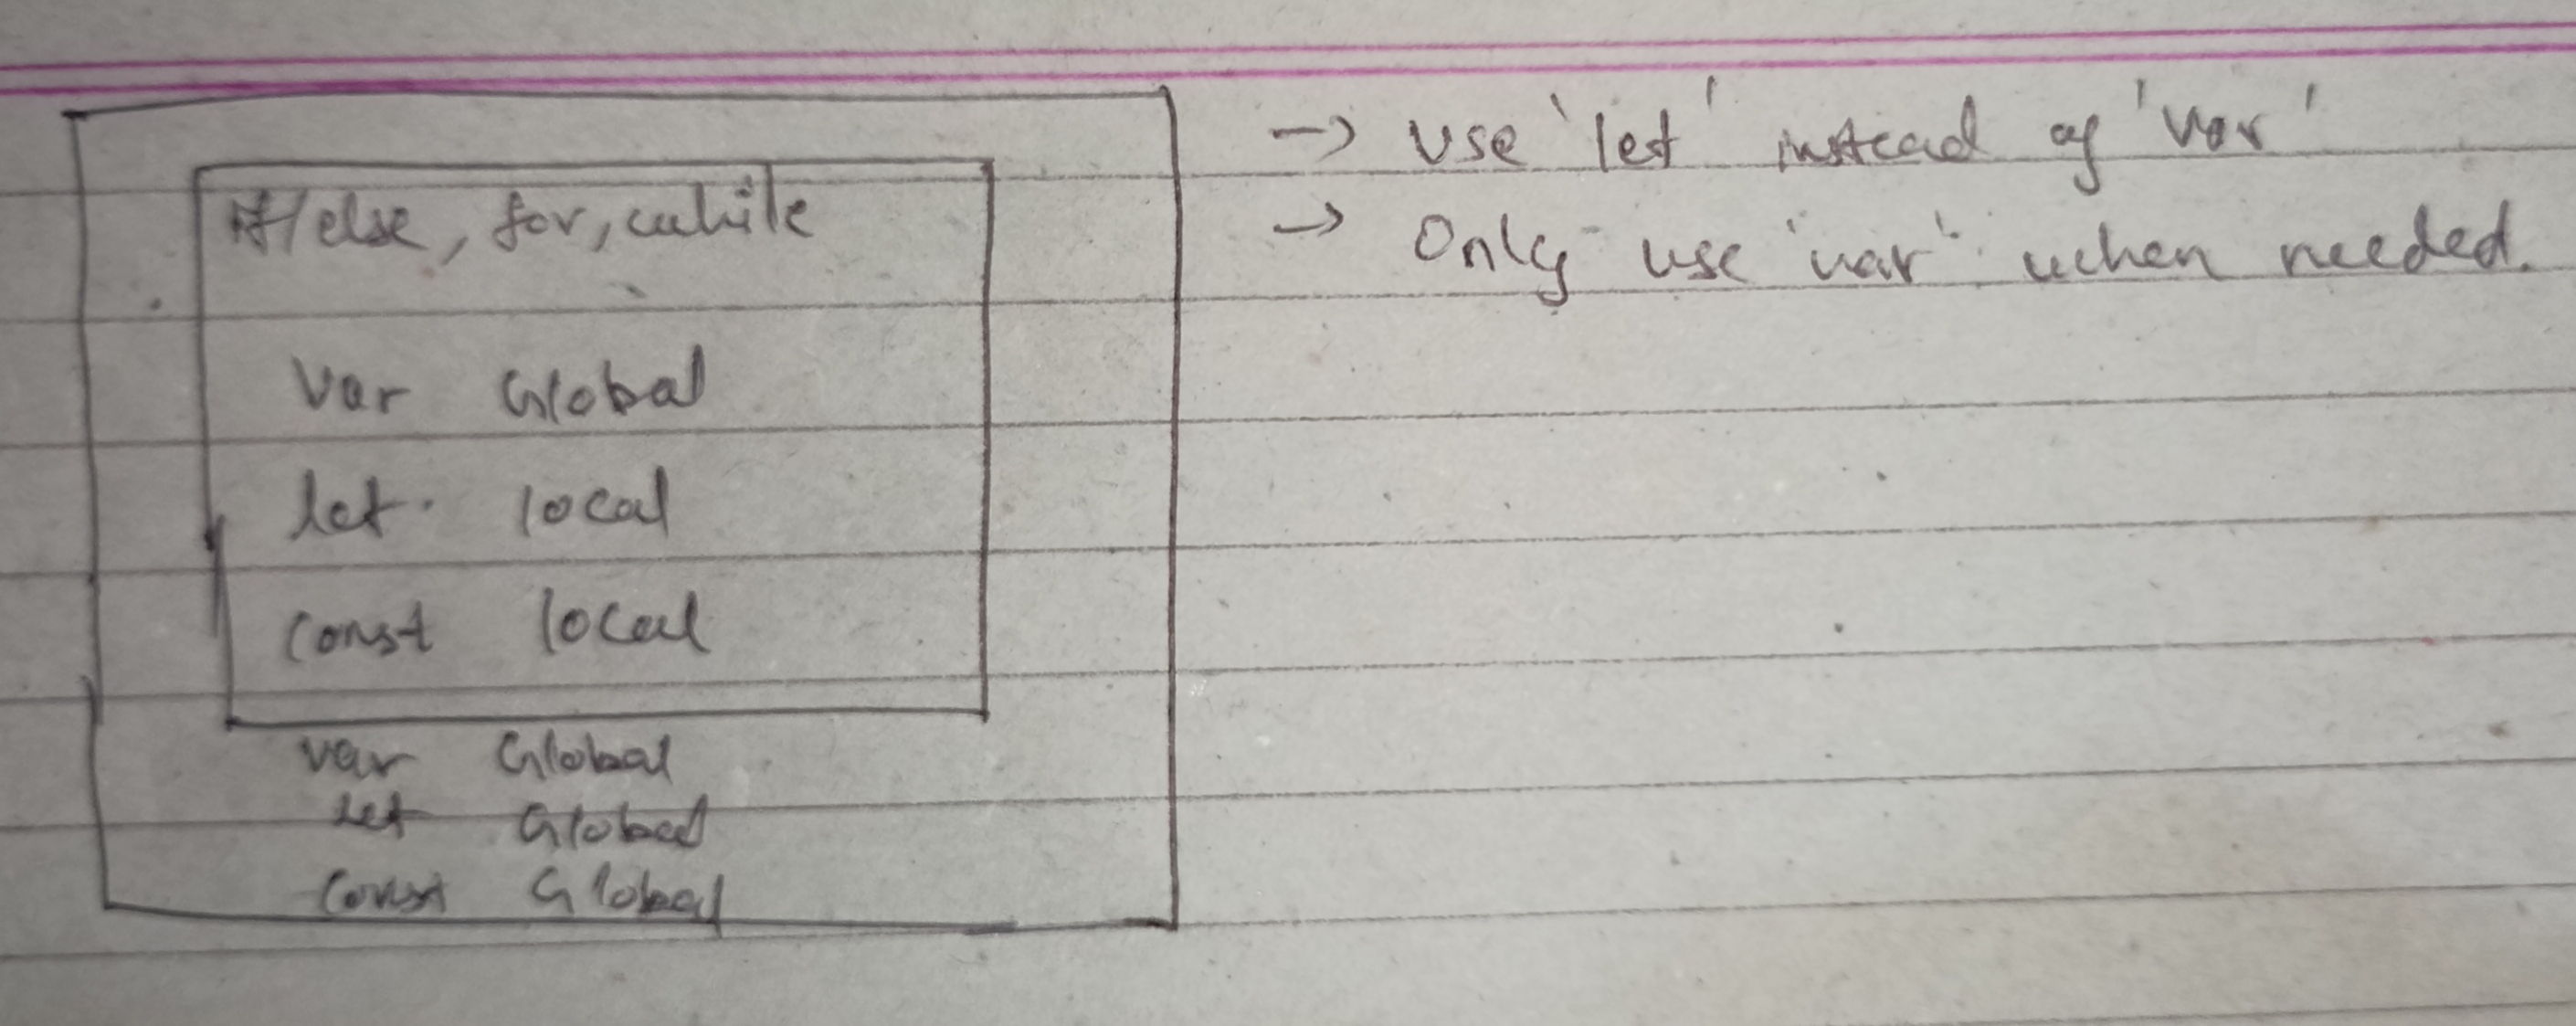 if/else, for, while
var Global
let local
const local
var Global
let Global
const Global
→ use 'let' instead of 'var'
→ Only use 'var' when needed.